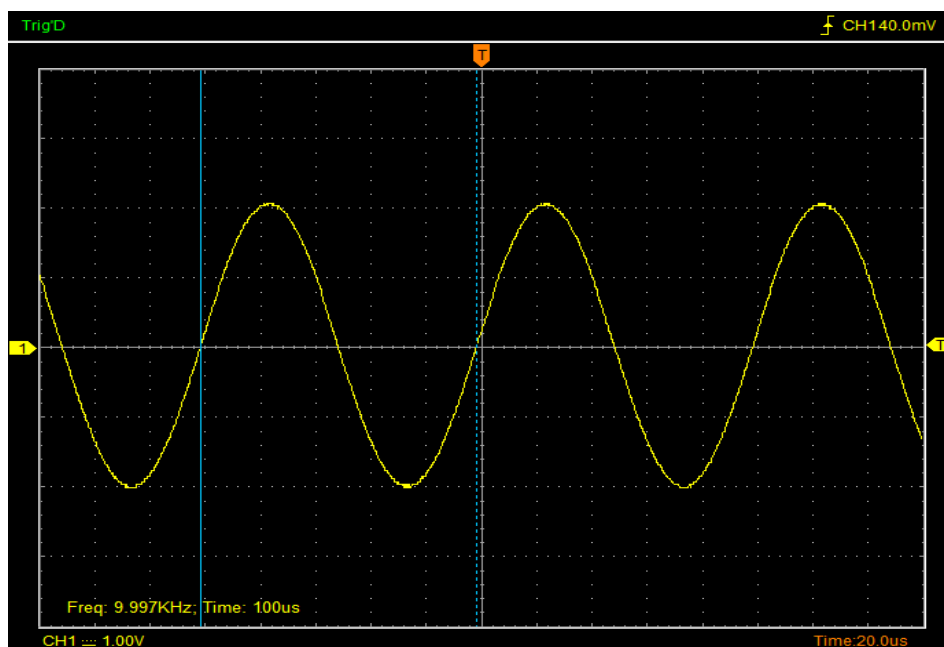 Trig'D
CH140.0mV
T
1
T
Freq: 9.997KHz; Time: 100us
CH1 1.00V
Time:20.0us